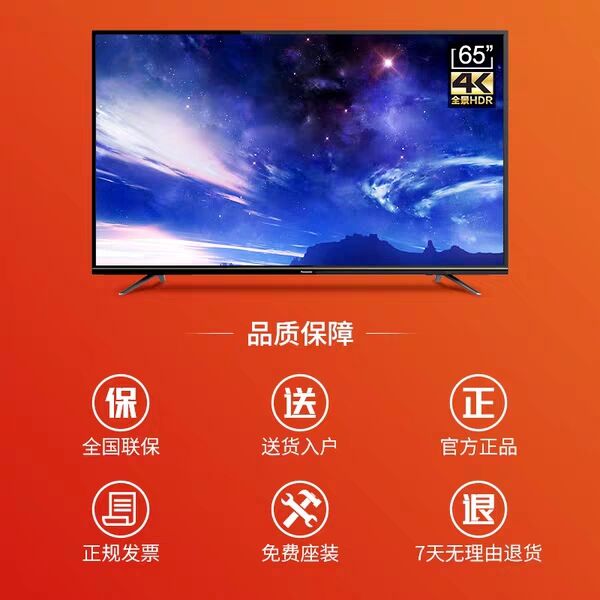 65”
4K
全景HDR
Panasonic
品质保障
保
送
正
全国联保
送货入户
官方正品
退
正规发票
免费座装
7天无理由退货